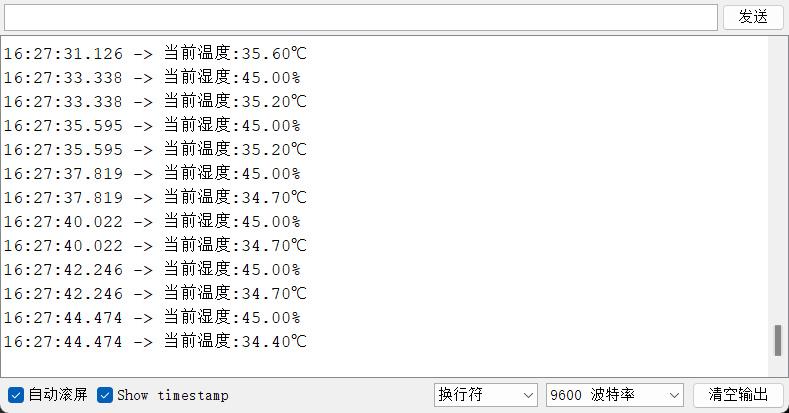 发送
16:27:31.126 -> 当前温度:35.60℃
16:27:33.338 -> 当前湿度:45.00%
16:27:33.338 -> 当前温度:35.20℃
16:27:35.595 -> 当前湿度:45.00%
16:27:35.595 -> 当前温度:35.20℃
16:27:37.819 -> 当前湿度:45.00%
16:27:37.819 -> 当前温度:34.70℃
16:27:40.022 -> 当前湿度:45.00%
16:27:40.022 -> 当前温度:34.70℃
16:27:42.246 -> 当前湿度:45.00%
16:27:42.246 -> 当前温度:34.70℃
16:27:44.474 -> 当前湿度:45.00%
16:27:44.474 -> 当前温度:34.40℃
自动滚屏 Show timestamp 换行符 9600 波特率 清空输出